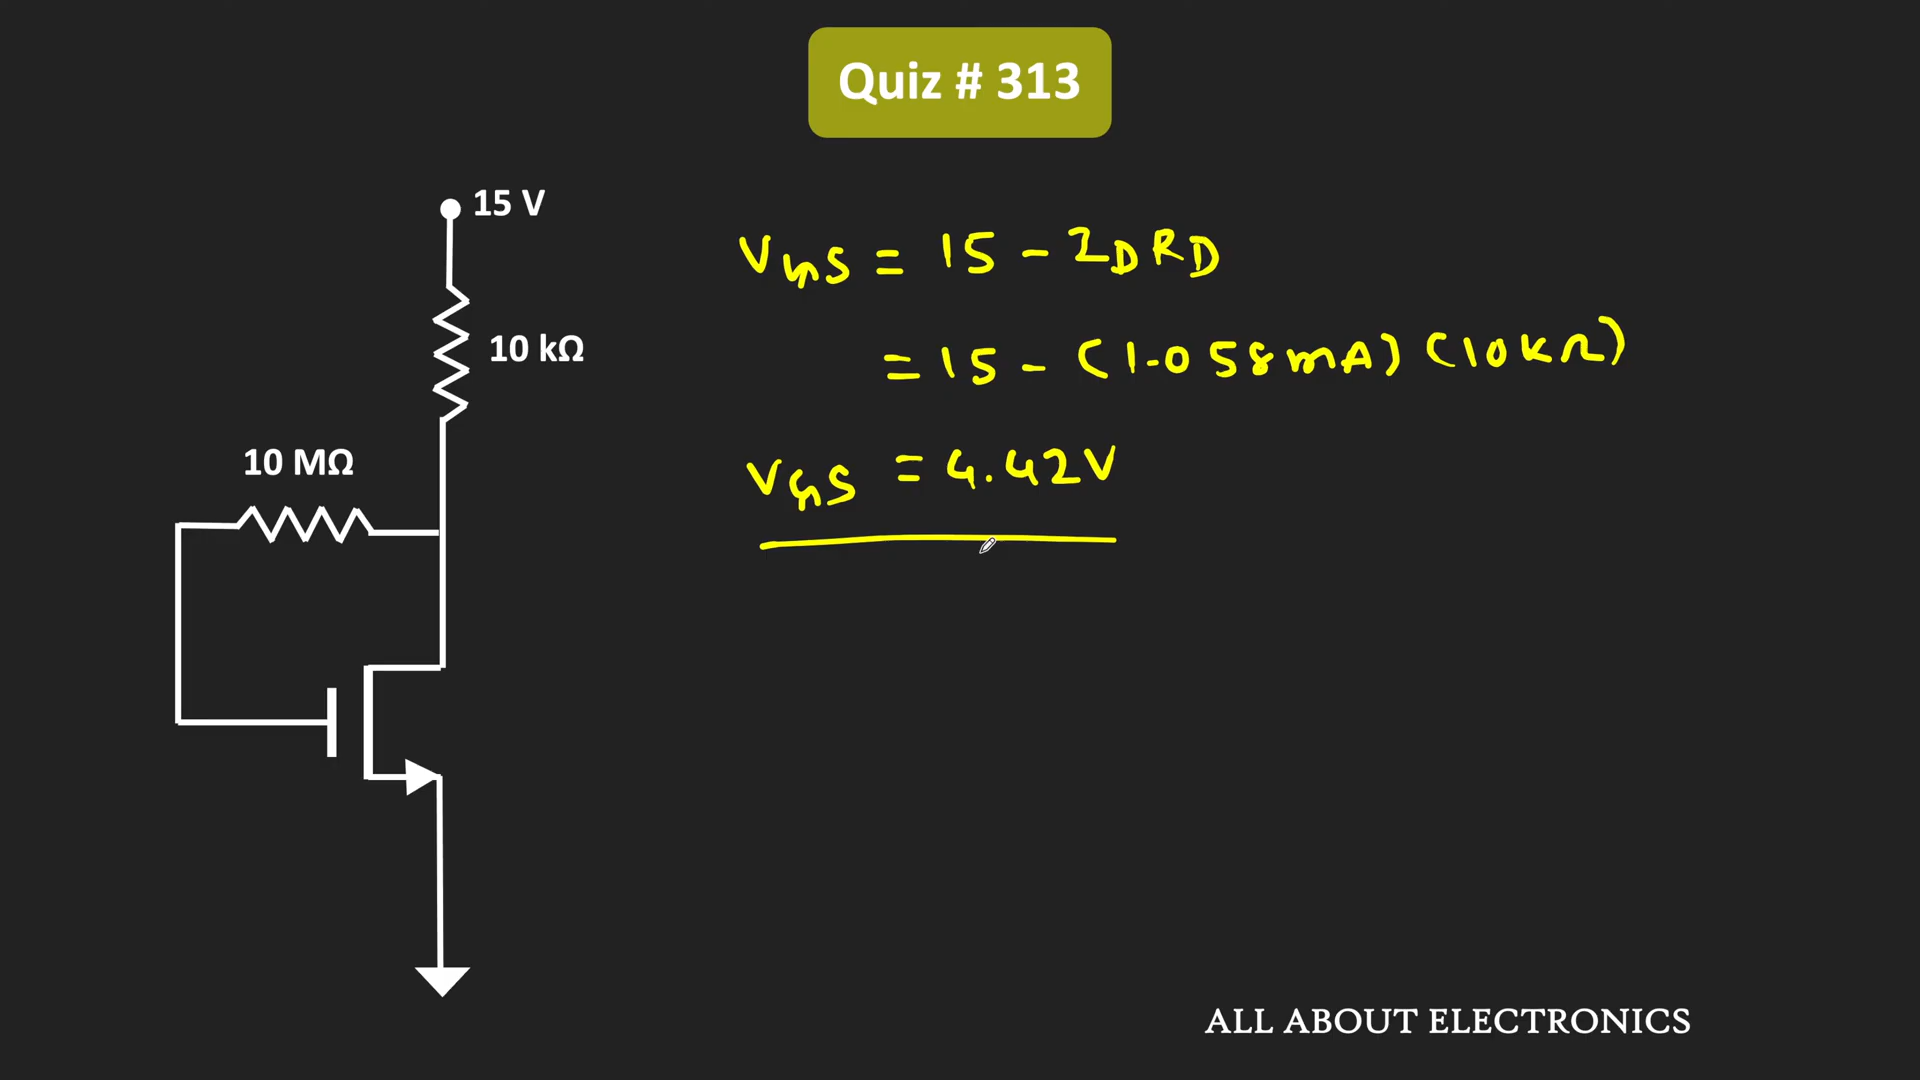 Quiz # 313
15 V
10 kΩ
10 MΩ
VGS = 15 - IDRD
= 15 - (1.058mA) (10kΩ)
VGS = 4.42V
ALL ABOUT ELECTRONICS